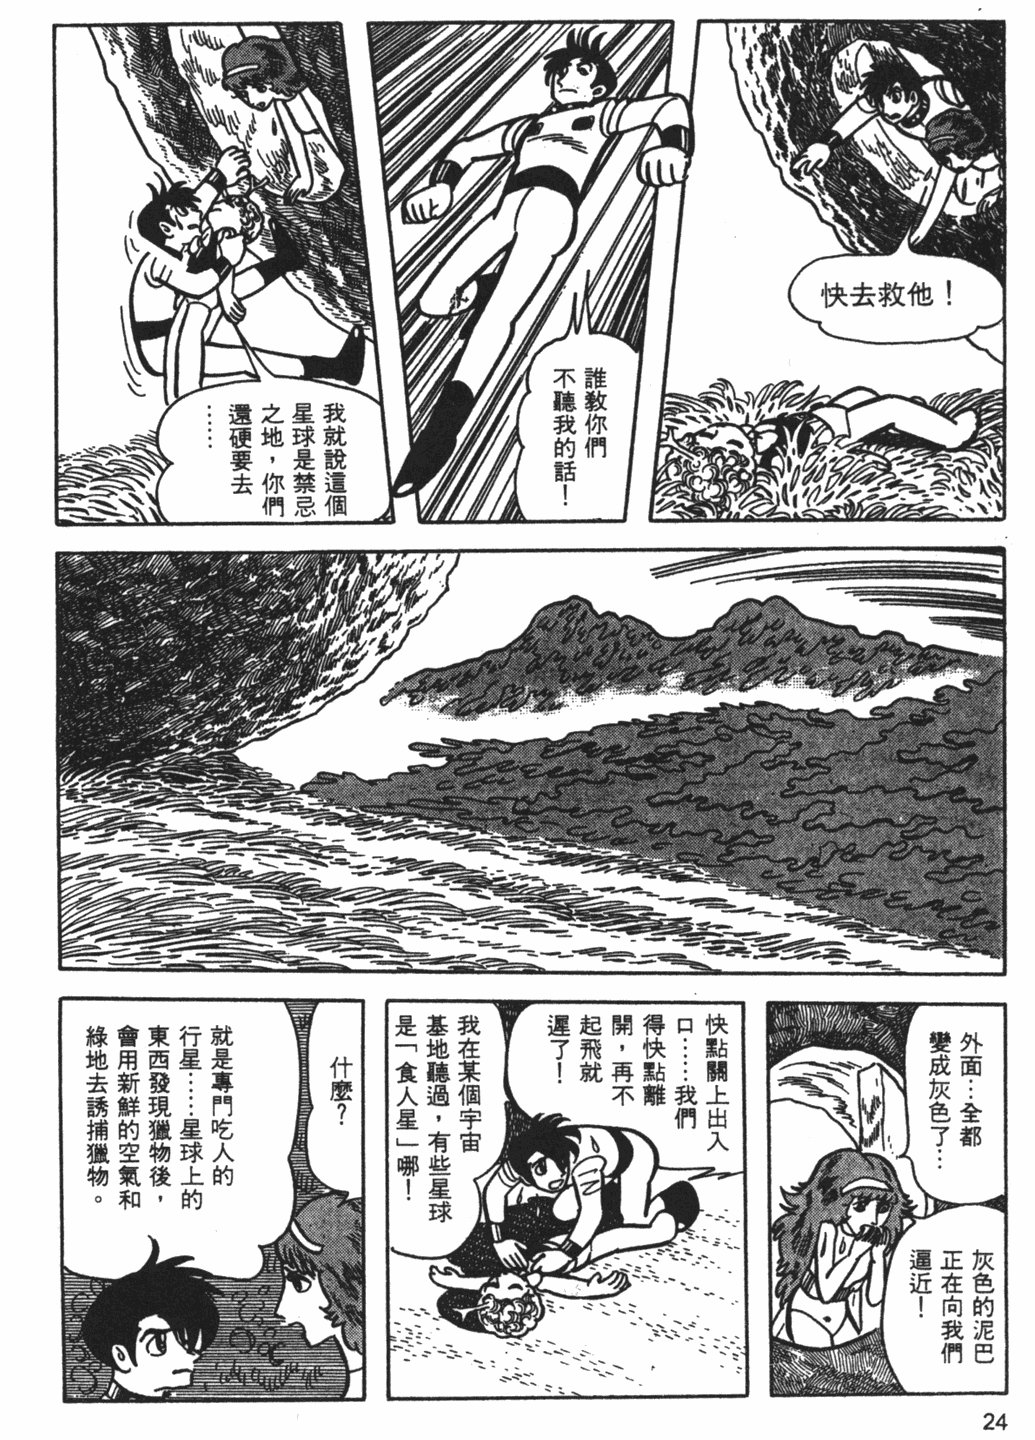 快去救他！
誰教你們
不聽我的話！
我就說這個
星球是禁忌
之地，你們
還硬要去
……
外面…全都
變成灰色了…
灰色的泥巴
正在向我們
逼近！
快點關上出入
口……我們
得快點離
開，再不
起飛就
遲了！
我在某個宇宙
基地聽過，有些星球
是「食人星」哪！
什麼？
就是專門吃人的
行星……星球上的
東西發現獵物後，
會用新鮮的空氣和
綠地去誘捕獵物。
24